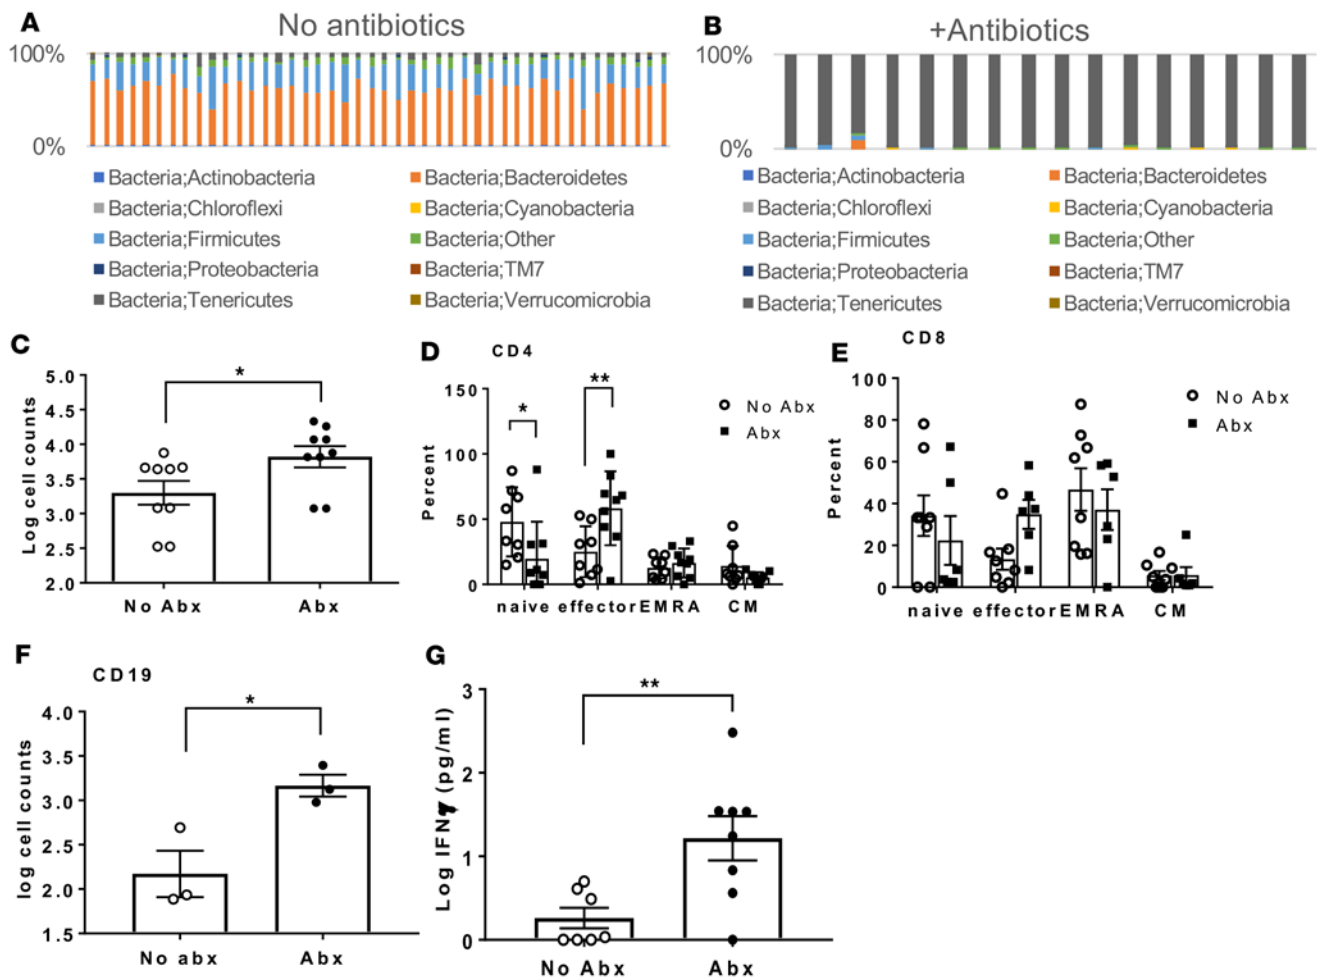 A
No antibiotics
100%
0%
Bacteria;Actinobacteria Bacteria;Bacteroidetes
Bacteria;Chloroflexi Bacteria;Cyanobacteria
Bacteria;Firmicutes Bacteria;Other
Bacteria;Proteobacteria Bacteria;TM7
Bacteria;Tenericutes Bacteria;Verrucomicrobia
B
+Antibiotics
100%
0%
Bacteria;Actinobacteria Bacteria;Bacteroidetes
Bacteria;Chloroflexi Bacteria;Cyanobacteria
Bacteria;Firmicutes Bacteria;Other
Bacteria;Proteobacteria Bacteria;TM7
Bacteria;Tenericutes Bacteria;Verrucomicrobia
C
Log cell counts
5.0
4.5
4.0
3.5
3.0
2.5
2.0
*
No Abx Abx
D
CD4
Percent
150
100
50
0
* **
No Abx
Abx
naive effector EMRA CM
E
CD8
Percent
100
80
60
40
20
0
No Abx
Abx
naive effector EMRA CM
F
CD19
log cell counts
4.0
3.5
3.0
2.5
2.0
1.5
*
No abx Abx
G
Log IFNγ (pg/ml)
3
2
1
0
**
No Abx Abx